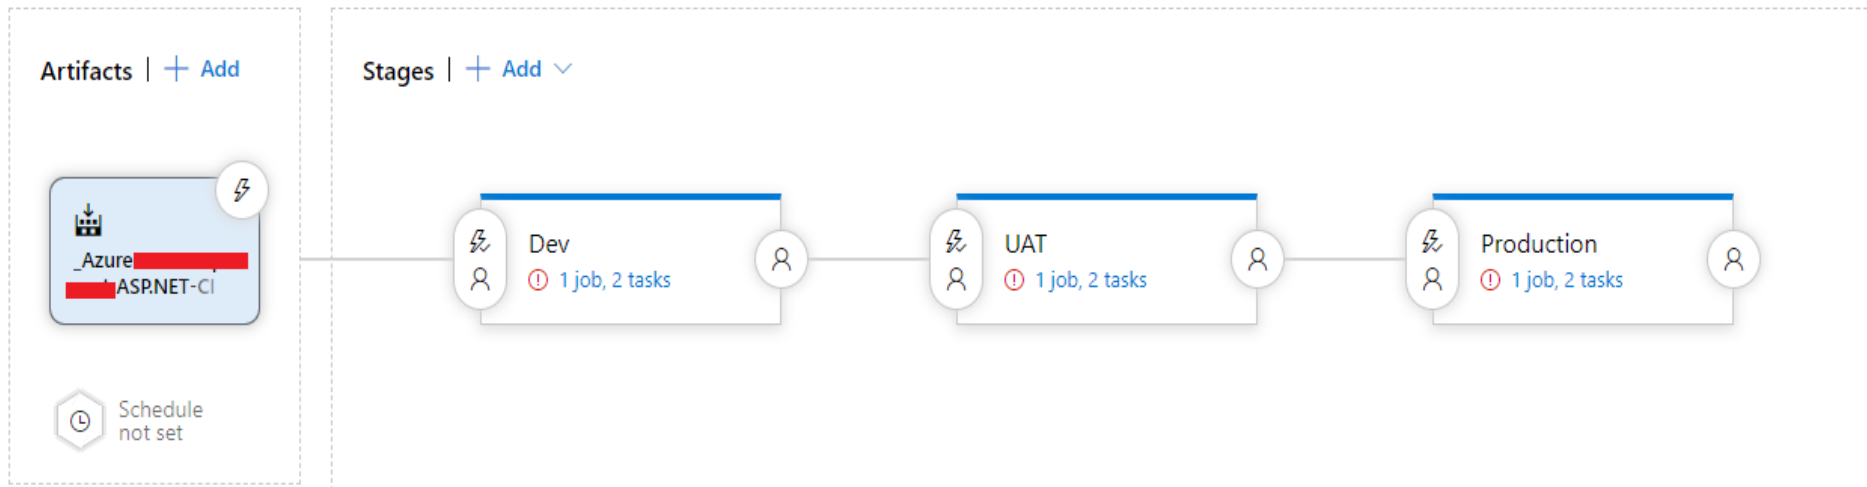 Artifacts | + Add
Stages | + Add
_Azure
ASP.NET-CI
Schedule
not set
Dev
1 job, 2 tasks
UAT
1 job, 2 tasks
Production
1 job, 2 tasks